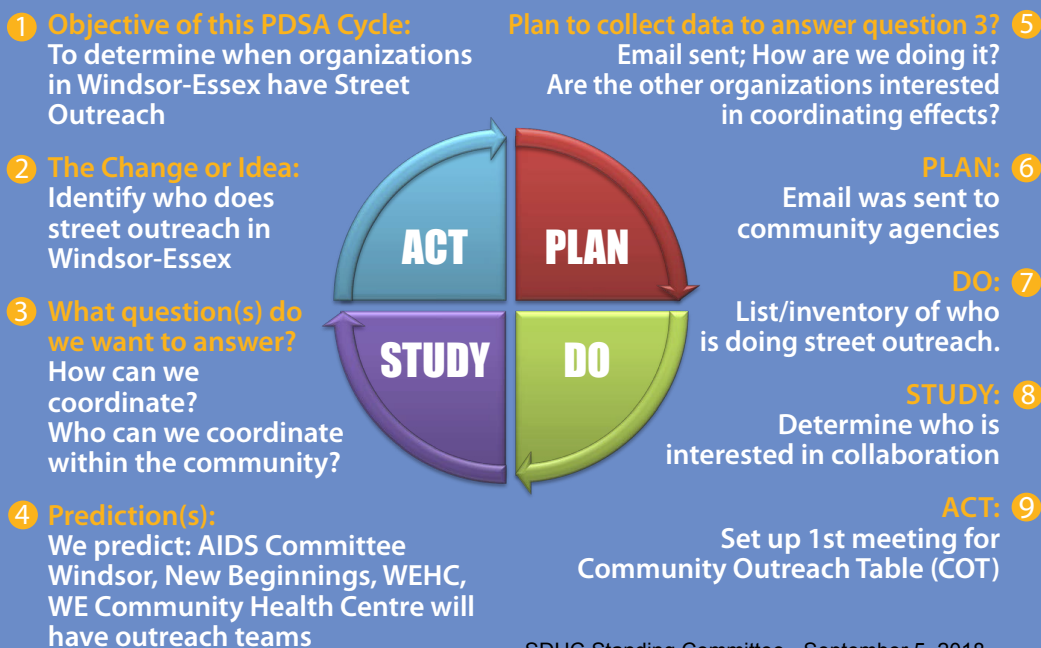 1 Objective of this PDSA Cycle:
To determine when organizations
in Windsor-Essex have Street
Outreach
2 The Change or Idea:
Identify who does
street outreach in
Windsor-Essex
3 What question(s) do
we want to answer?
How can we
coordinate?
Who can we coordinate
within the community?
4 Prediction(s):
We predict: AIDS Committee
Windsor, New Beginnings, WEHC,
WE Community Health Centre will
have outreach teams
ACT
PLAN
STUDY
DO
Plan to collect data to answer question 3? 5
Email sent; How are we doing it?
Are the other organizations interested
in coordinating effects?
PLAN: 6
Email was sent to
community agencies
DO: 7
List/inventory of who
is doing street outreach.
STUDY: 8
Determine who is
interested in collaboration
ACT: 9
Set up 1st meeting for
Community Outreach Table (COT)
Standing Committee September 5, 2018